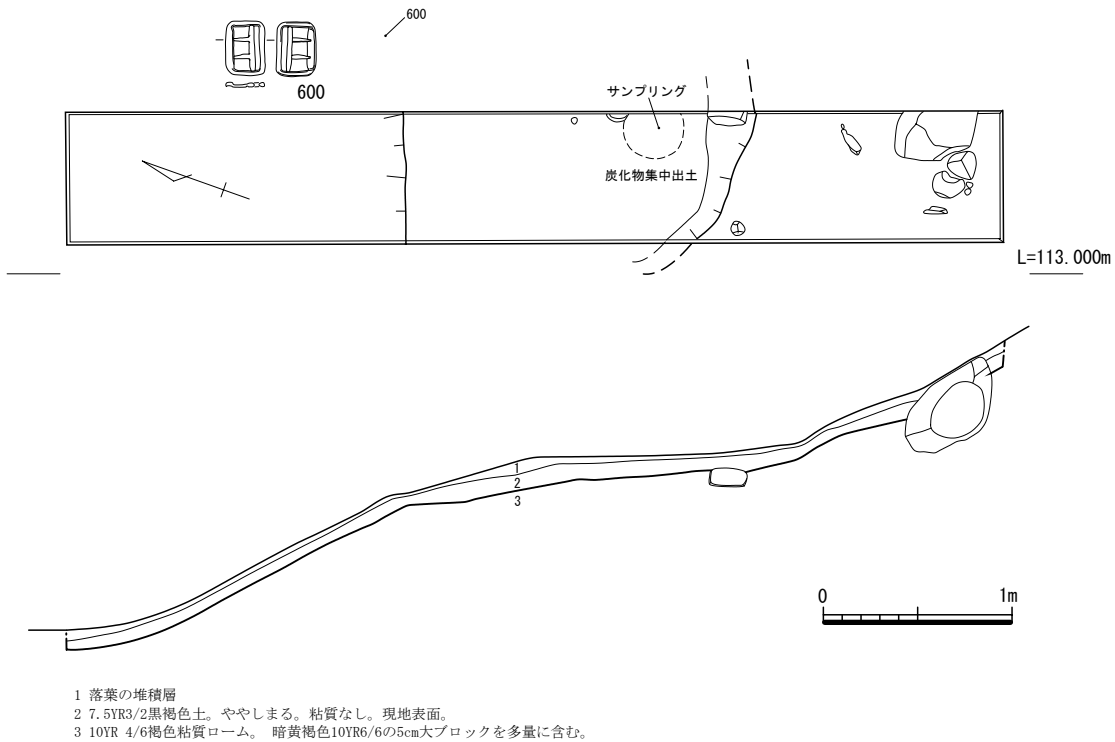 600
600
サンプリング
炭化物集中出土
L=113.000m
1
2
3
0 1m
1 落葉の堆積層
2 7.5YR3/2黒褐色土。ややしまる。粘質なし。現地表面。
3 10YR 4/6褐色粘質ローム。 暗黄褐色10YR6/6の5cm大ブロックを多量に含む。